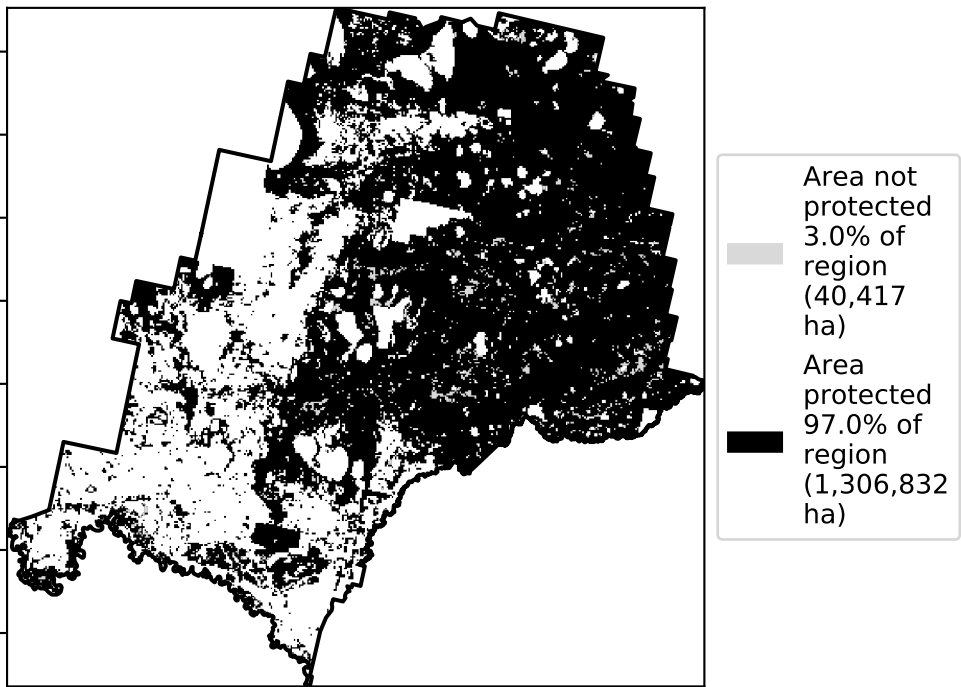 Area not
protected
3.0% of
region
(40,417
ha)
Area
protected
97.0% of
region
(1,306,832
ha)